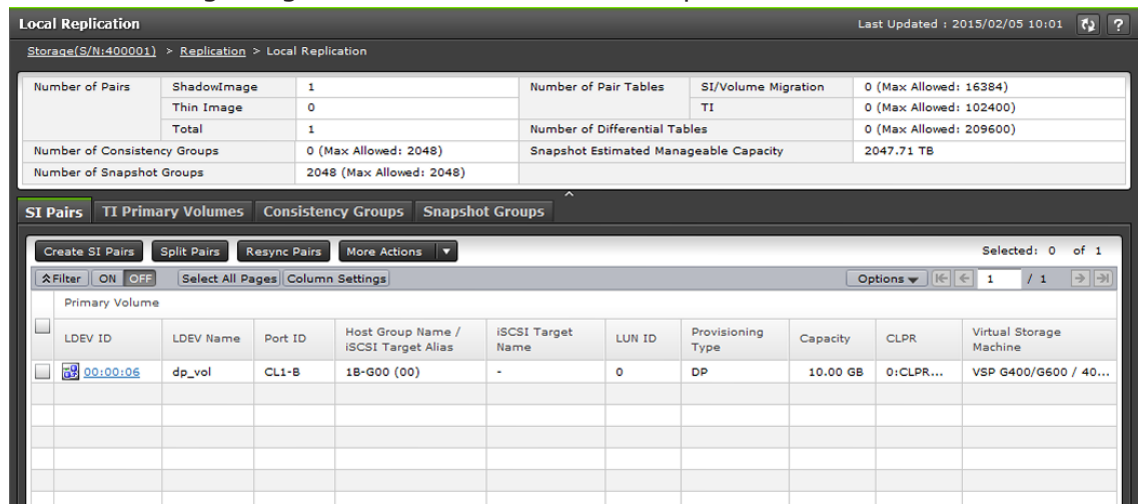 Local Replication Last Updated : 2015/02/05 10:01 ?
Storage(S/N:400001) > Replication > Local Replication
Number of Pairs ShadowImage 1 Number of Pair Tables SI/Volume Migration 0 (Max Allowed: 16384)
Thin Image 0 TI 0 (Max Allowed: 102400)
Total 1 Number of Differential Tables 0 (Max Allowed: 209600)
Number of Consistency Groups 0 (Max Allowed: 2048) Snapshot Estimated Manageable Capacity 2047.71 TB
Number of Snapshot Groups 2048 (Max Allowed: 2048)
SI Pairs TI Primary Volumes Consistency Groups Snapshot Groups
Create SI Pairs Split Pairs Resync Pairs More Actions Selected: 0 of 1
Filter ON OFF Select All Pages Column Settings Options 1 / 1
Primary Volume
LDEV ID LDEV Name Port ID Host Group Name / iSCSI Target Alias iSCSI Target Name LUN ID Provisioning Type Capacity CLPR Virtual Storage Machine
00:00:06 dp_vol CL1-B 1B-G00 (00) - 0 DP 10.00 GB 0:CLPR... VSP G400/G600 / 40...